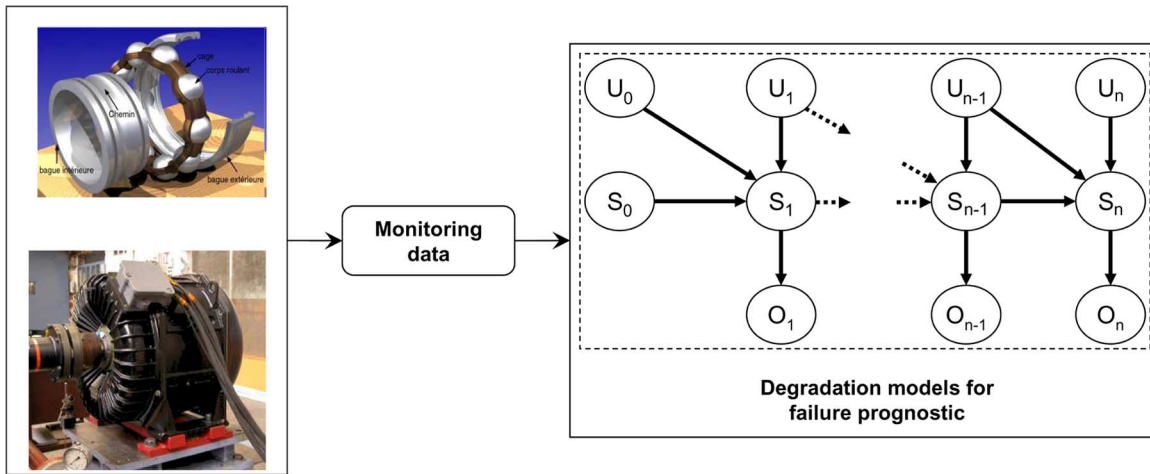 cage
corps roulant
Chemin
bague intérieure
bague extérieure
Monitoring
data
U0 U1 Un-1 Un
S0 S1 Sn-1 Sn
O1 On-1 On
Degradation models for
failure prognostic